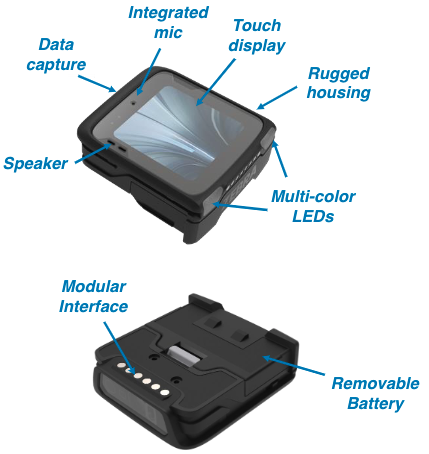 Integrated
mic
Touch
display
Data
capture
Rugged
housing
Speaker
Multi-color
LEDs
Modular
Interface
Removable
Battery